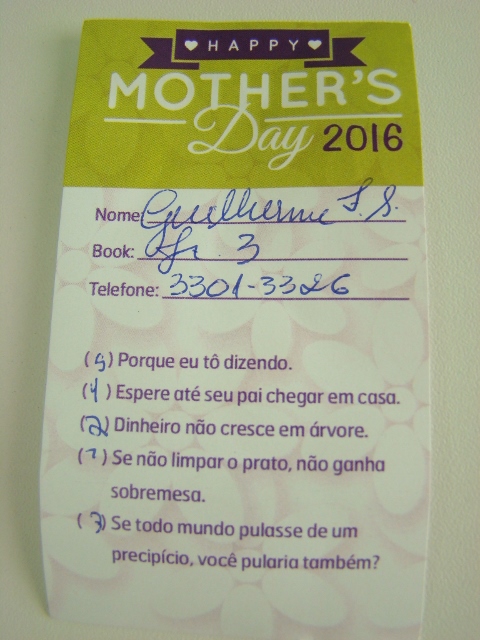 HAPPY
MOTHER'S
Day 2016
Nome: Guilherme S. S.
Book: Jr. 3
Telefone: 3301-3326
(5) Porque eu tô dizendo.
(4) Espere até seu pai chegar em casa.
(2) Dinheiro não cresce em árvore.
(1) Se não limpar o prato, não ganha
sobremesa.
(3) Se todo mundo pulasse de um
precipício, você pularia também?